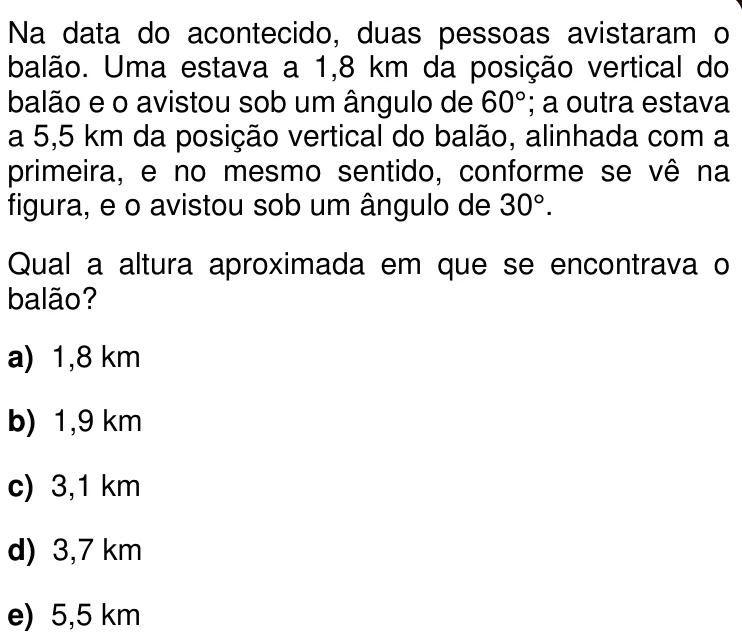 Na data do acontecido, duas pessoas avistaram o
balão. Uma estava a 1,8 km da posição vertical do
balão e o avistou sob um ângulo de 60°; a outra estava
a 5,5 km da posição vertical do balão, alinhada com a
primeira, e no mesmo sentido, conforme se vê na
figura, e o avistou sob um ângulo de 30°.
Qual a altura aproximada em que se encontrava o
balão?
a) 1,8 km
b) 1,9 km
c) 3,1 km
d) 3,7 km
e) 5,5 km